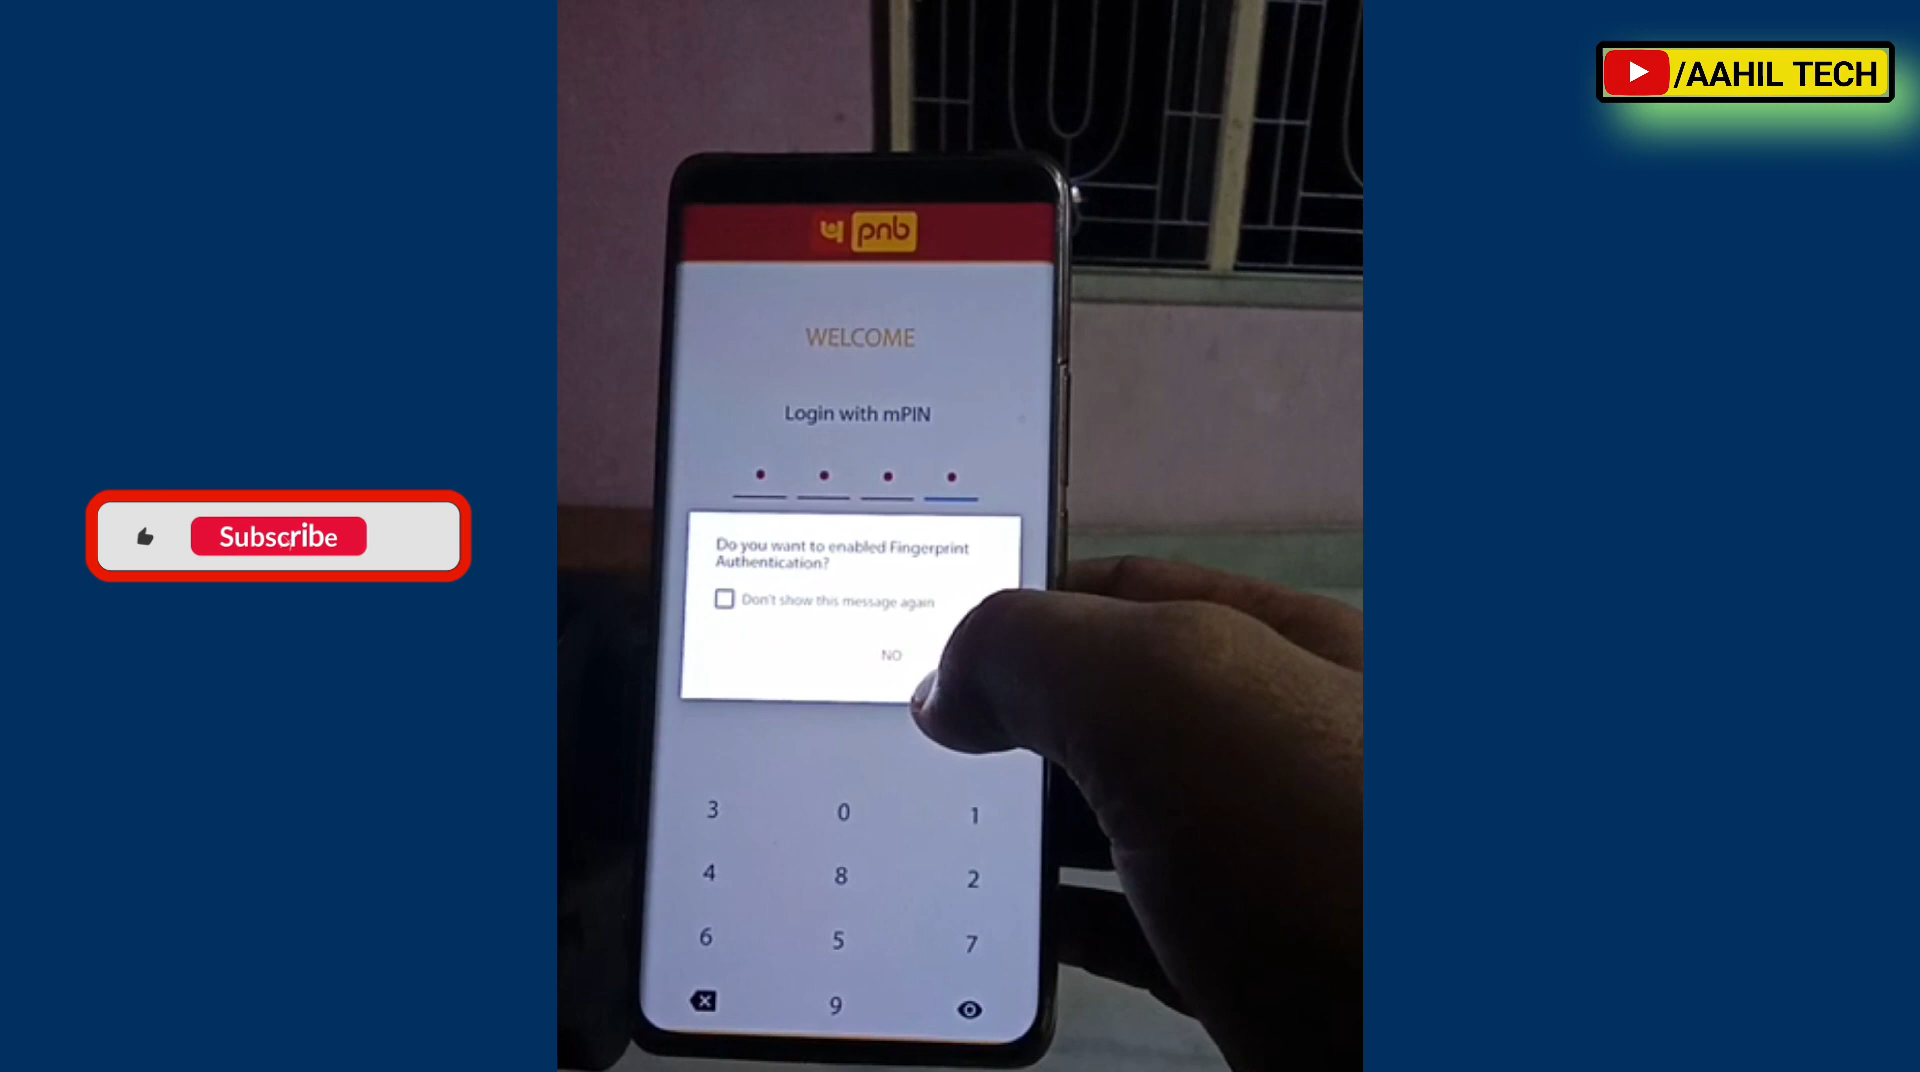 /AAHIL TECH
प pnb
WELCOME
Login with mPIN
Subscribe
Do you want to enabled Fingerprint
Authentication?
Don't show this message again
NO
3 0 1
4 8 2
6 5 7
9